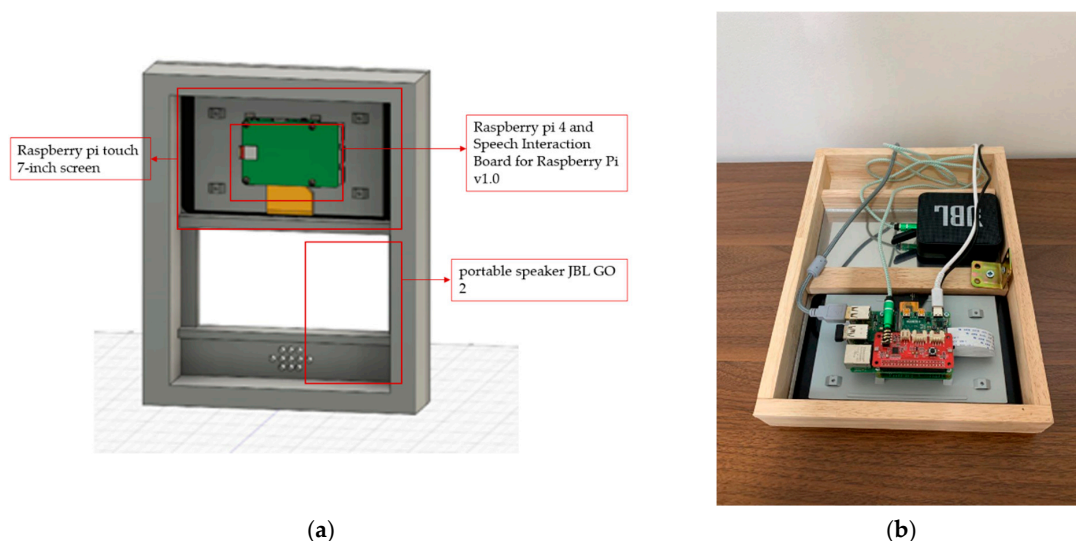 Raspberry pi touch
7-inch screen
Raspberry pi 4 and
Speech Interaction
Board for Raspberry Pi
v1.0
portable speaker JBL GO
2
JBL
(a)
(b)